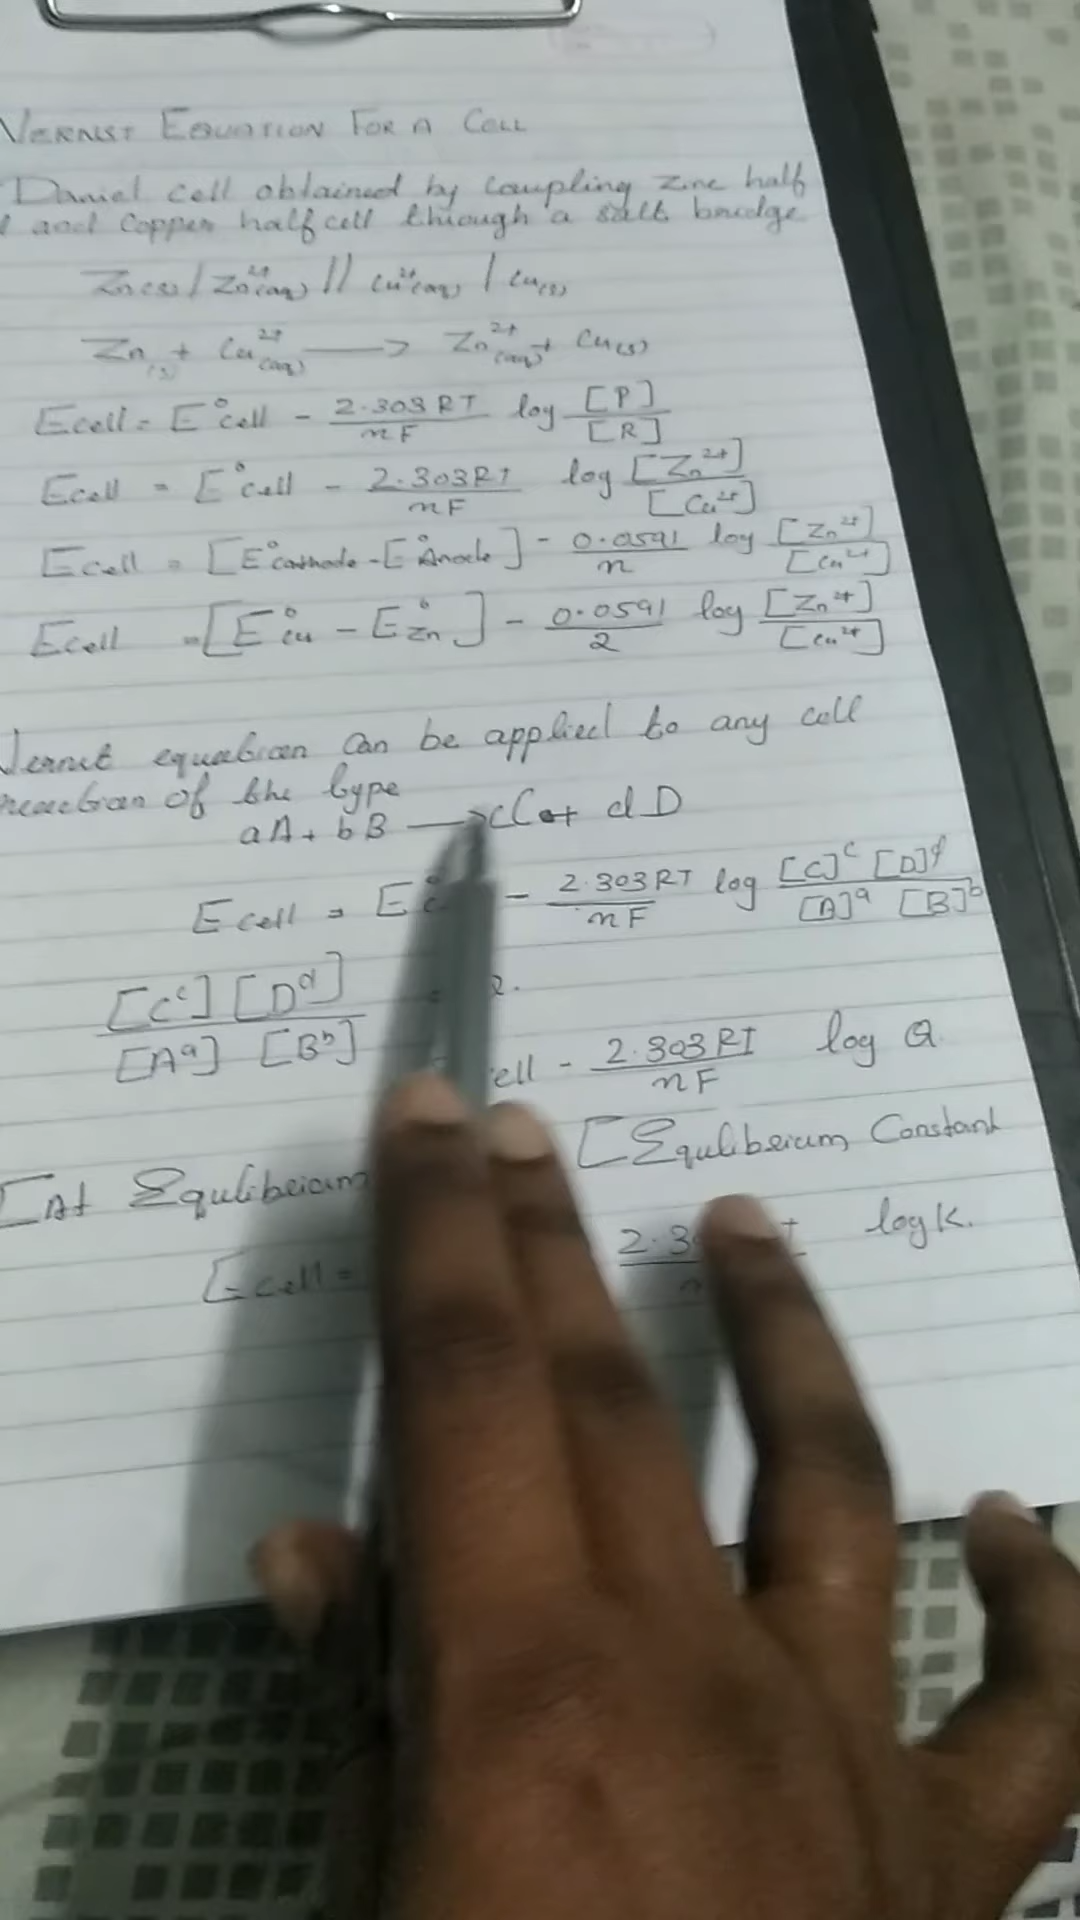 NERNST EQUATION FOR A CELL
Daniel cell obtained by coupling zinc half
and Copper half cell through a salt bridge
Zn(s) / Zn²⁺(aq) // Cu²⁺(aq) / Cu(s)
Zn(s) + Cu²⁺(aq) → Zn²⁺(aq) + Cu(s)
Ecell = E°cell - 2.303RT/nF log [P]/[R]
Ecell = E°cell - 2.303RT/nF log [Zn²⁺]/[Cu²⁺]
Ecell = [E°cathode - E°Anode] - 0.0591/n log [Zn²⁺]/[Cu²⁺]
Ecell = [E°Cu - E°Zn] - 0.0591/2 log [Zn²⁺]/[Cu²⁺]
Nernst equation can be applied to any cell
reaction of the type
aA + bB → cC + dD
Ecell = E° - 2.303RT/nF log [C]ᶜ [D]ᵈ/[A]ᵃ [B]ᵇ
[Cᶜ] [Dᵈ]/[Aᵃ] [Bᵇ]
ell - 2.303RT/nF log Q
[At Equlibrium [Equlibrium Constant
Ecell = log K.